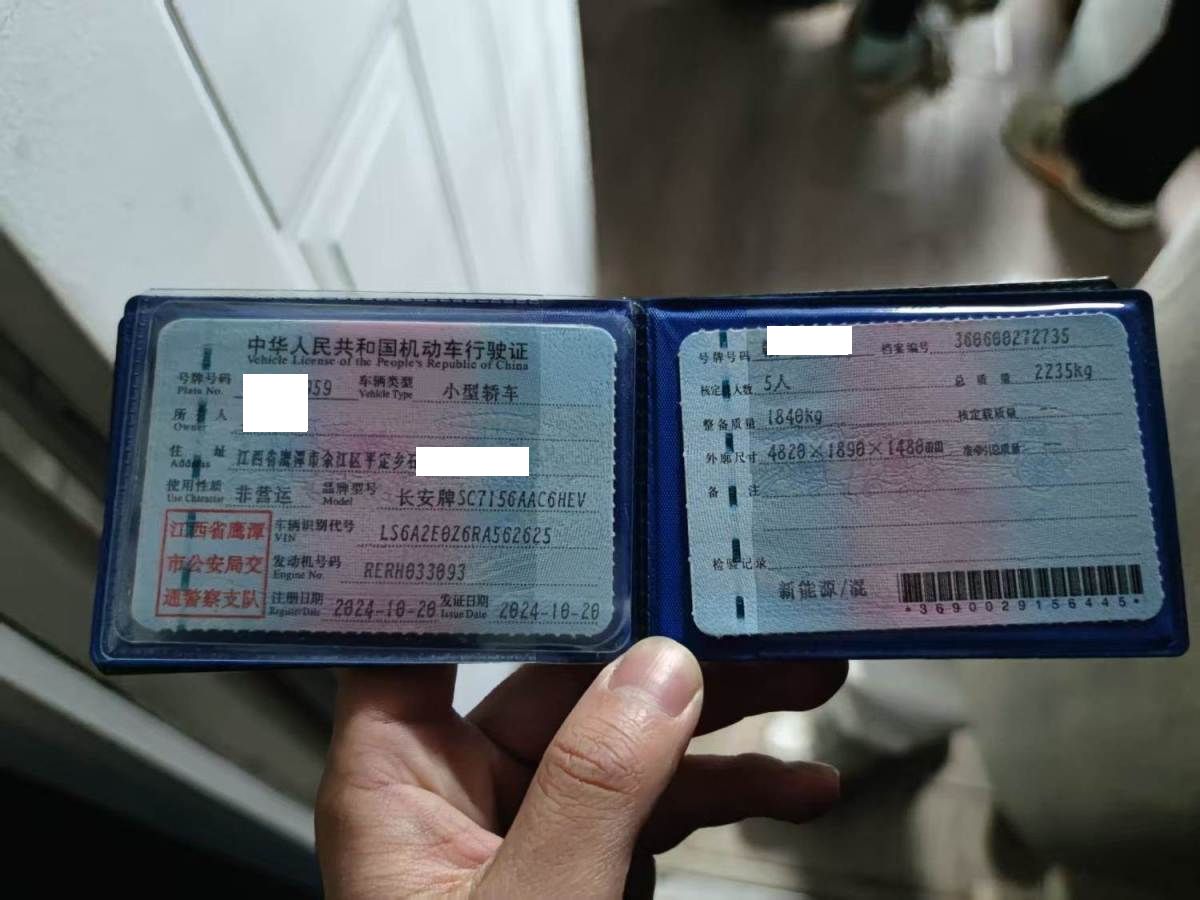 中华人民共和国机动车行驶证
Vehicle License of the People's Republic of China
号牌号码 Plate No. 959 车辆类型 Vehicle Type 小型轿车
所 人 Owner
住 址 Address 江西省鹰潭市余江区平定乡
使用性质 Use Character 非营运 品牌型号 Model 长安牌SC7156AAC6HEV
江西省鹰潭市公安局交通警察支队
车辆识别代号 VIN LS6A2E0Z6RA562625
发动机号码 Engine No. RERH033093
注册日期 Register Date 2024-10-20 发证日期 Issue Date 2024-10-20
号牌号码 档案编号 360600272735
核定 人数 5人 总 质 量 2235kg
整备质量 1840kg 核定载质量 --
外廓尺寸 4820×1890×1480mm 准牵引总质量 --
备 注
检验记录
新能源/混
*3690029156445*